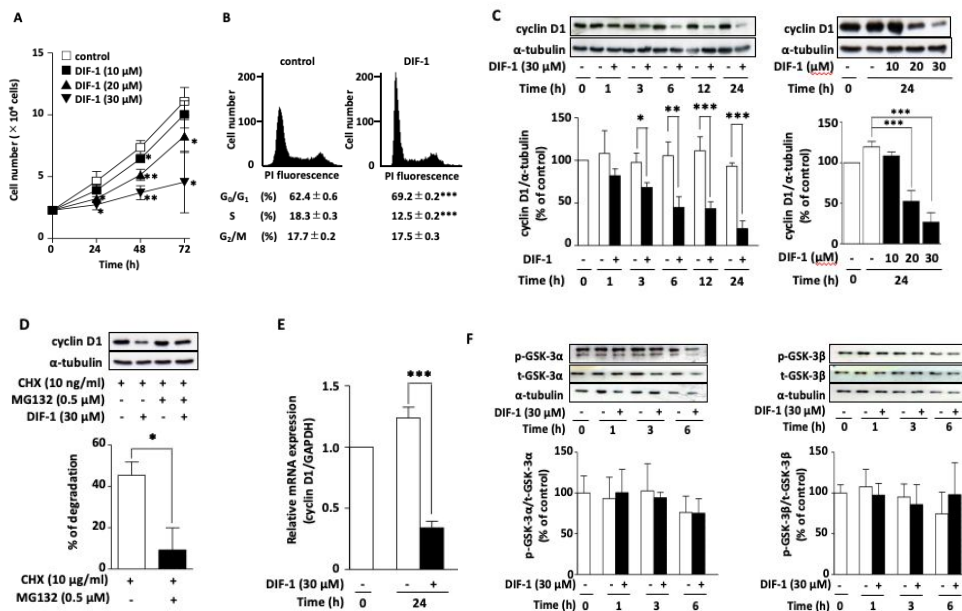 A
15
10
5
0
Cell number (× 10⁴ cells)
control
DIF-1 (10 μM)
DIF-1 (20 μM)
DIF-1 (30 μM)
* * * ** ** * *
0 24 48 72
Time (h)
B
control DIF-1
Cell number Cell number
200 200
150 150
100 100
50 50
0 0
PI fluorescence PI fluorescence
G₀/G₁ (%) 62.4 ± 0.6 69.2 ± 0.2***
S (%) 18.3 ± 0.3 12.5 ± 0.2***
G₂/M (%) 17.7 ± 0.2 17.5 ± 0.3
C
cyclin D1
α-tubulin
DIF-1 (30 μM) - - + - + - + - + - +
Time (h) 0 1 3 6 12 24
cyclin D1/α-tubulin
(% of control)
150
100
50
0
* ** *** ***
DIF-1 - - + - + - + - + - +
Time (h) 0 1 3 6 12 24
cyclin D1
α-tubulin
DIF-1 (μM) - - 10 20 30
Time (h) 0 24
cyclin D1/α-tubulin
(% of control)
150
100
50
0
***
***
DIF-1 (μM) - - 10 20 30
Time (h) 0 24
D
cyclin D1
α-tubulin
CHX (10 ng/ml) + + + +
MG132 (0.5 μM) - - + +
DIF-1 (30 μM) - + - +
% of degradation
60
40
20
0
*
CHX (10 μg/ml) + +
MG132 (0.5 μM) - +
E
Relative mRNA expression
(cyclin D1/GAPDH)
1.5
1.0
0.5
0
***
DIF-1 (30 μM) - - +
Time (h) 0 24
F
p-GSK-3α
t-GSK-3α
α-tubulin
DIF-1 (30 μM) - - + - + - +
Time (h) 0 1 3 6
p-GSK-3α/t-GSK-3α
(% of control)
150
100
50
0
DIF-1 (30 μM) - - + - + - +
Time (h) 0 1 3 6
p-GSK-3β
t-GSK-3β
α-tubulin
DIF-1 (30 μM) - - + - + - +
Time (h) 0 1 3 6
p-GSK-3β/t-GSK-3β
(% of control)
150
100
50
0
DIF-1 (30 μM) - - + - + - +
Time (h) 0 1 3 6